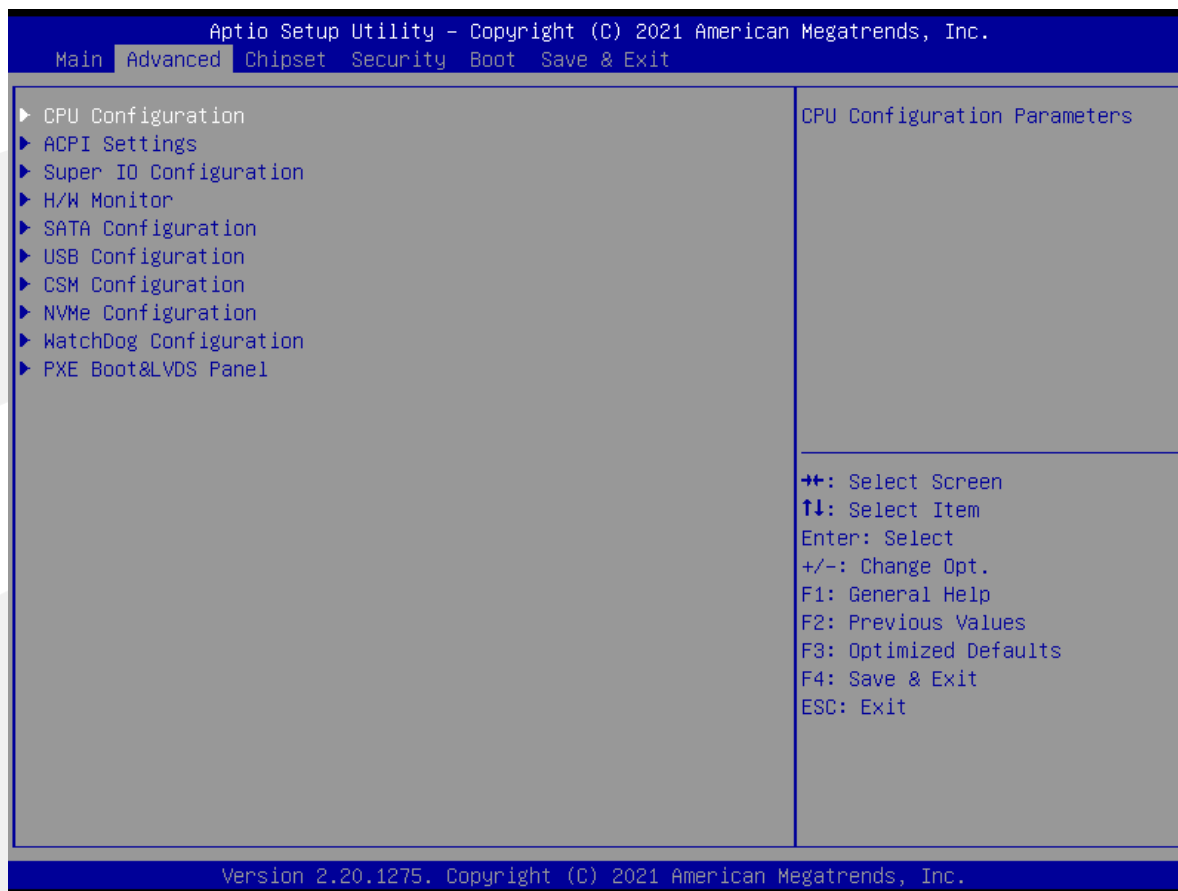 Aptio Setup Utility – Copyright (C) 2021 American Megatrends, Inc.
Main Advanced Chipset Security Boot Save & Exit
▶ CPU Configuration
▶ ACPI Settings
▶ Super IO Configuration
▶ H/W Monitor
▶ SATA Configuration
▶ USB Configuration
▶ CSM Configuration
▶ NVMe Configuration
▶ WatchDog Configuration
▶ PXE Boot&LVDS Panel
CPU Configuration Parameters
→←: Select Screen
↑↓: Select Item
Enter: Select
+/-: Change Opt.
F1: General Help
F2: Previous Values
F3: Optimized Defaults
F4: Save & Exit
ESC: Exit
Version 2.20.1275. Copyright (C) 2021 American Megatrends, Inc.